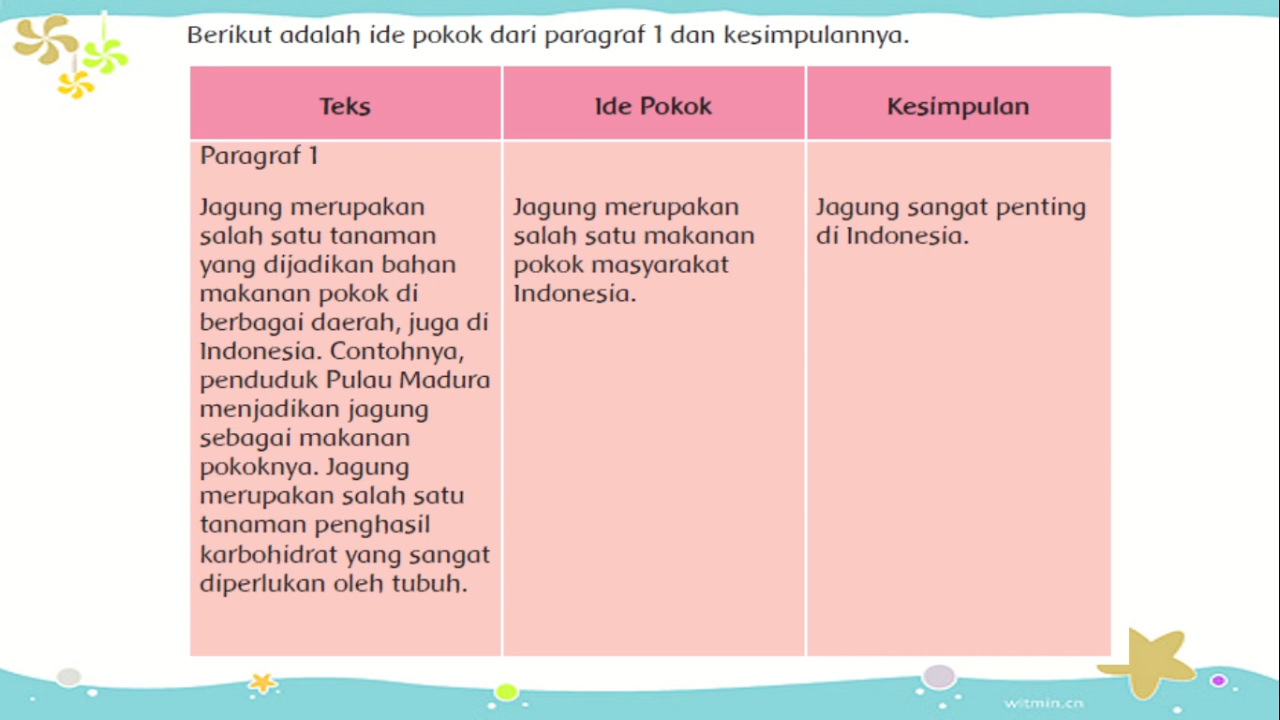 Berikut adalah ide pokok dari paragraf 1 dan kesimpulannya.
Teks
Ide Pokok
Kesimpulan
Paragraf 1
Jagung merupakan
salah satu tanaman
yang dijadikan bahan
makanan pokok di
berbagai daerah, juga di
Indonesia. Contohnya,
penduduk Pulau Madura
menjadikan jagung
sebagai makanan
pokoknya. Jagung
merupakan salah satu
tanaman penghasil
karbohidrat yang sangat
diperlukan oleh tubuh.
Jagung merupakan
salah satu makanan
pokok masyarakat
Indonesia.
Jagung sangat penting
di Indonesia.
witmin.cn